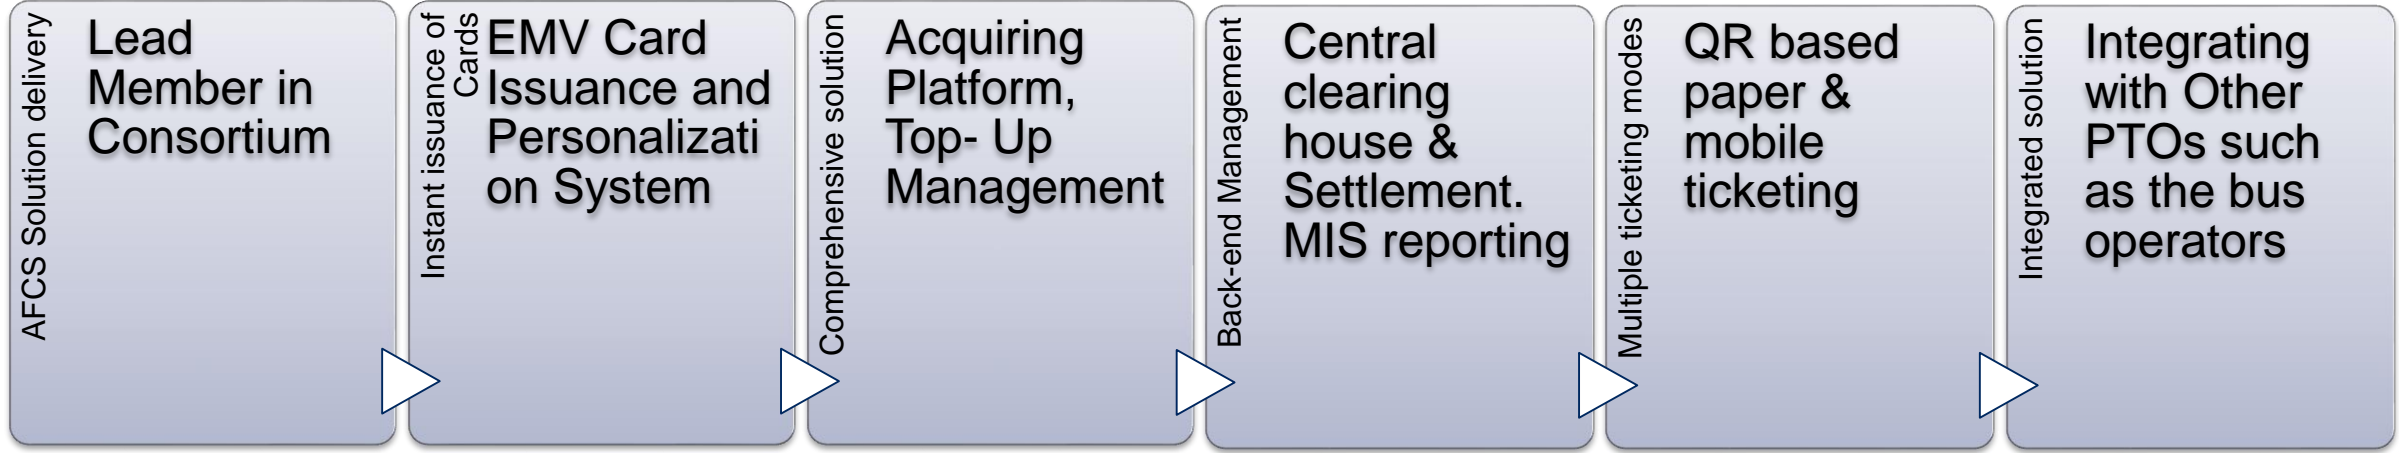 AFCS Solution delivery
Lead
Member in
Consortium
Instant issuance of
Cards
EMV Card
Issuance and
Personalizati
on System
Comprehensive solution
Acquiring
Platform,
Top- Up
Management
Back-end Management
Central
clearing
house &
Settlement.
MIS reporting
Multiple ticketing modes
QR based
paper &
mobile
ticketing
Integrated solution
Integrating
with Other
PTOs such
as the bus
operators